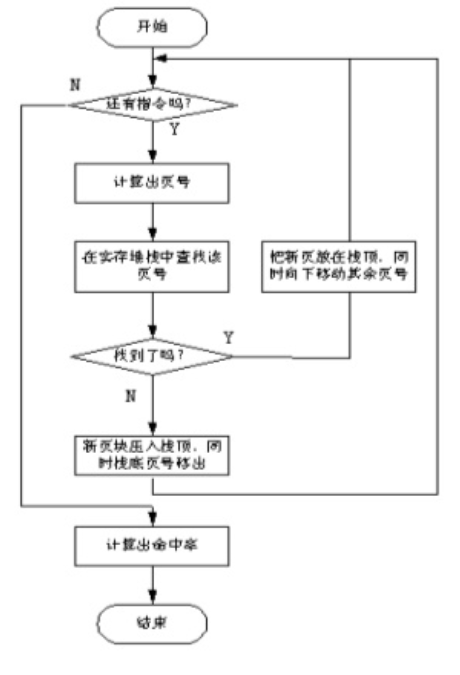 开始
N
还有指令吗?
Y
计算出页号
在实存堆栈中查找该
页号
把新页放在栈顶，同
时向下移动其余页号
Y
找到了吗?
N
新页块压入栈顶，同
时栈底页号移出
计算出命中率
结束